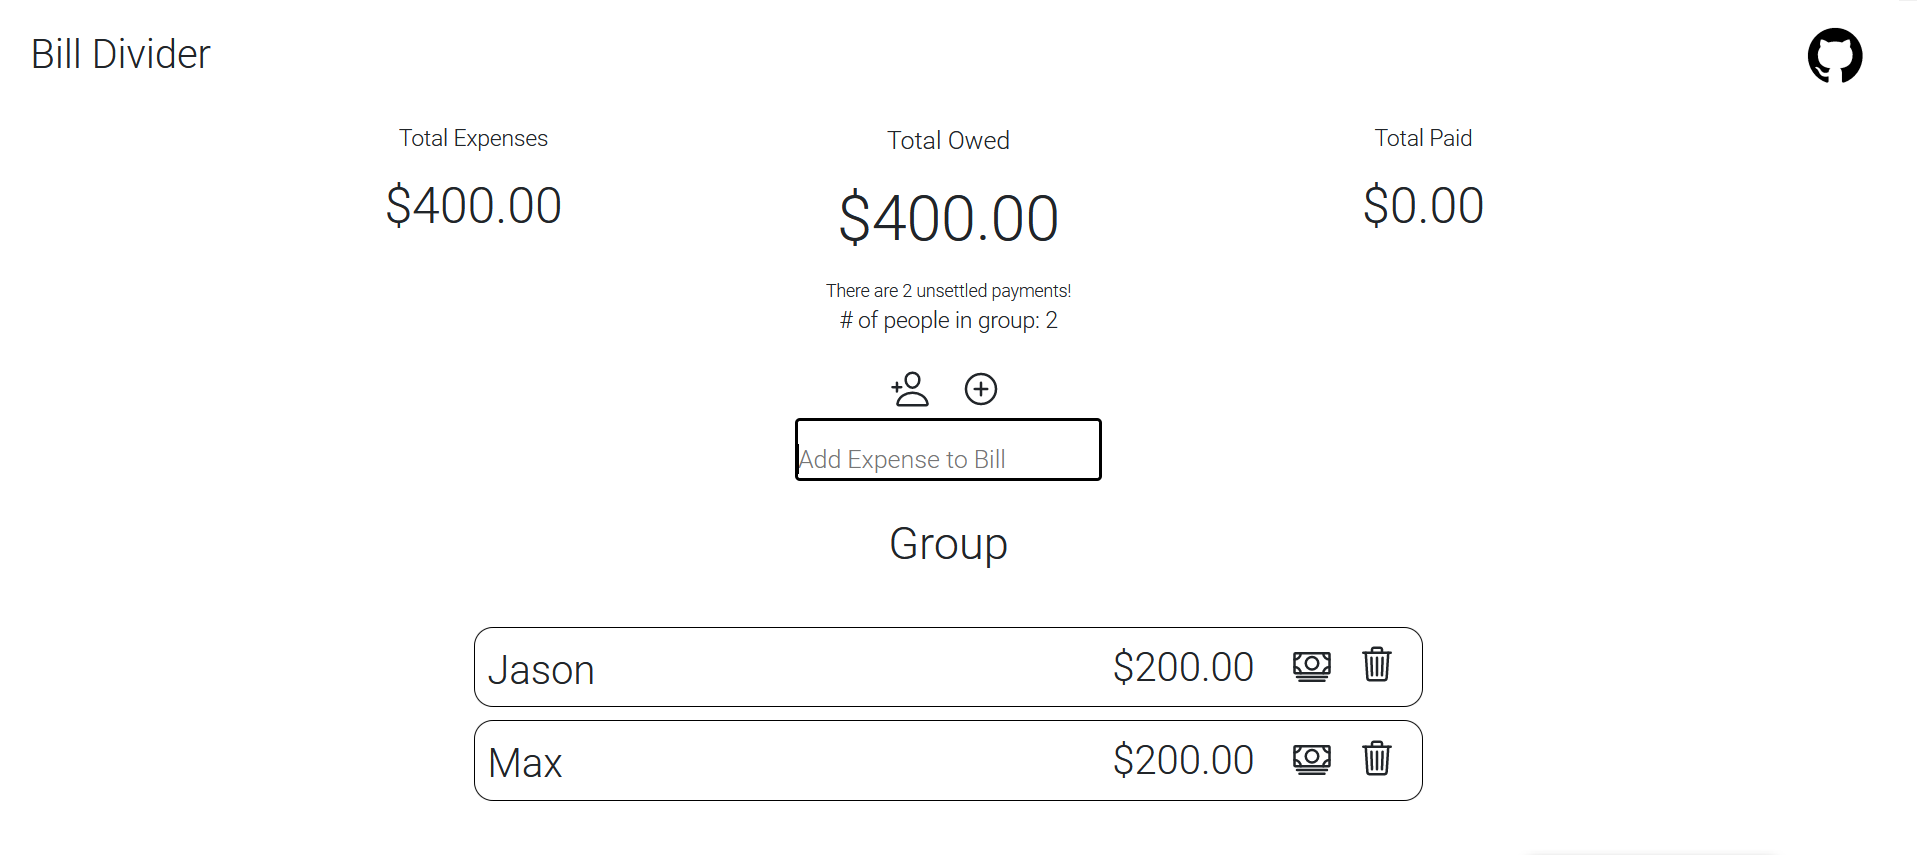 Bill Divider
Total Expenses
$400.00
Total Owed
$400.00
Total Paid
$0.00
There are 2 unsettled payments!
# of people in group: 2
Add Expense to Bill
Group
Jason $200.00
Max $200.00